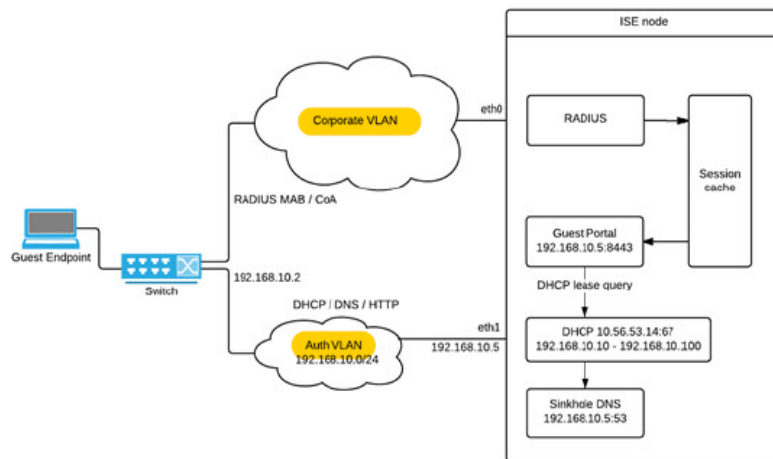 ISE node
Corporate VLAN
eth0
RADIUS
Session
cache
RADIUS MAB / CoA
Guest Portal
192.168.10.5:8443
Guest Endpoint
Switch
192.168.10.2
DHCP lease query
DHCP / DNS / HTTP
eth1
192.168.10.5
Auth VLAN
192.168.10.0/24
DHCP 10.56.53.14:67
192.168.10.10 - 192.168.10.100
Sinkhole DNS
192.168.10.5:53